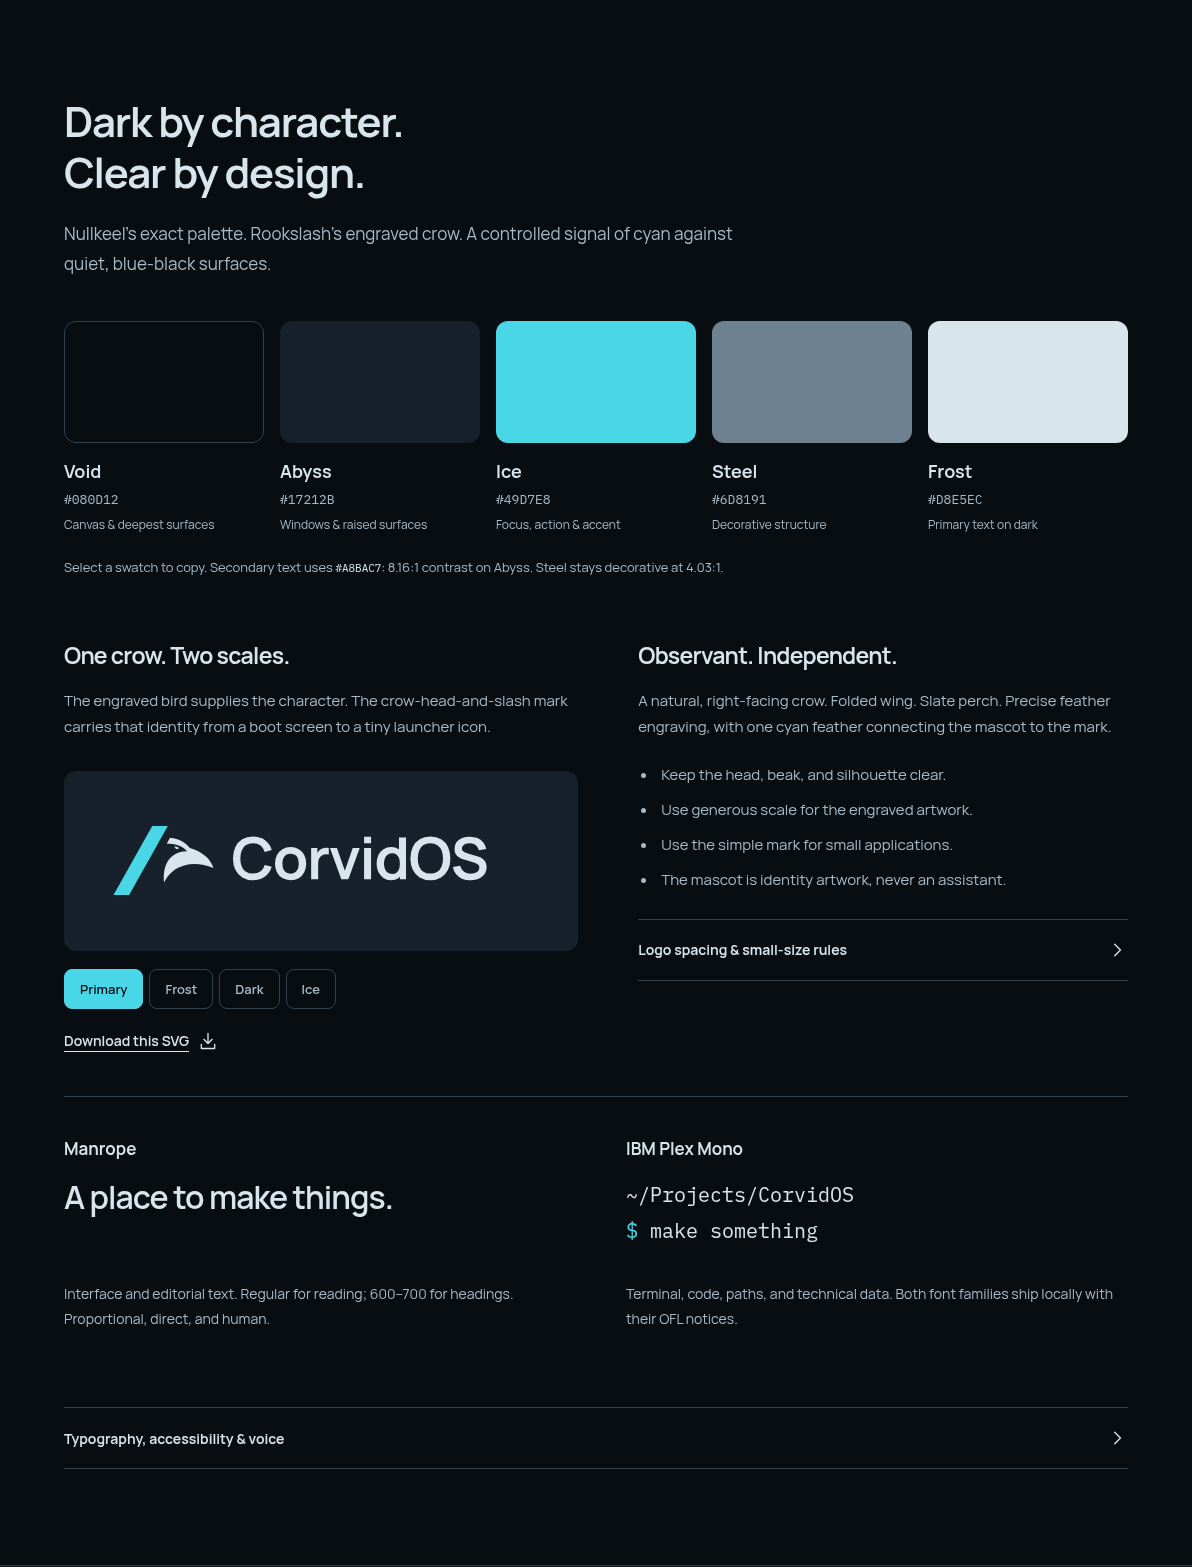 Dark by character.
Clear by design.
Nullkeel's exact palette. Rookslash's engraved crow. A controlled signal of cyan against
quiet, blue-black surfaces.
Void
#080D12
Canvas & deepest surfaces
Abyss
#17212B
Windows & raised surfaces
Ice
#49D7E8
Focus, action & accent
Steel
#6D8191
Decorative structure
Frost
#D8E5EC
Primary text on dark
Select a swatch to copy. Secondary text uses #A8BAC7: 8.16:1 contrast on Abyss. Steel stays decorative at 4.03:1.
One crow. Two scales.
The engraved bird supplies the character. The crow-head-and-slash mark
carries that identity from a boot screen to a tiny launcher icon.
CorvidOS
Primary
Frost
Dark
Ice
Download this SVG
Observant. Independent.
A natural, right-facing crow. Folded wing. Slate perch. Precise feather
engraving, with one cyan feather connecting the mascot to the mark.
• Keep the head, beak, and silhouette clear.
• Use generous scale for the engraved artwork.
• Use the simple mark for small applications.
• The mascot is identity artwork, never an assistant.
Logo spacing & small-size rules
Manrope
A place to make things.
Interface and editorial text. Regular for reading; 600–700 for headings.
Proportional, direct, and human.
IBM Plex Mono
~/Projects/CorvidOS
$ make something
Terminal, code, paths, and technical data. Both font families ship locally with
their OFL notices.
Typography, accessibility & voice